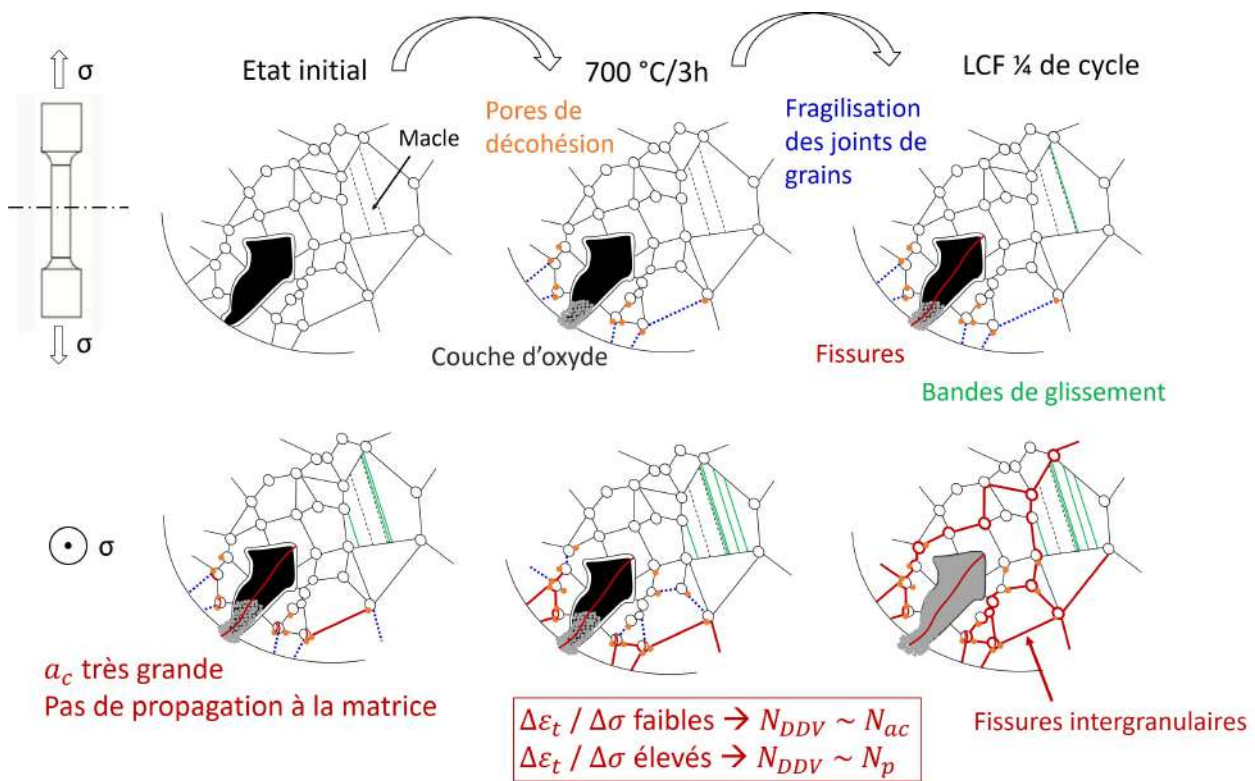 σ
Etat initial
700 °C/3h
LCF ¼ de cycle
Macle
Pores de
décohésion
Fragilisation
des joints de
grains
σ
Couche d’oxyde
Fissures
Bandes de glissement
σ
a_c très grande
Pas de propagation à la matrice
Δε_t / Δσ faibles → N_DDV ~ N_ac
Δε_t / Δσ élevés → N_DDV ~ N_p
Fissures intergranulaires